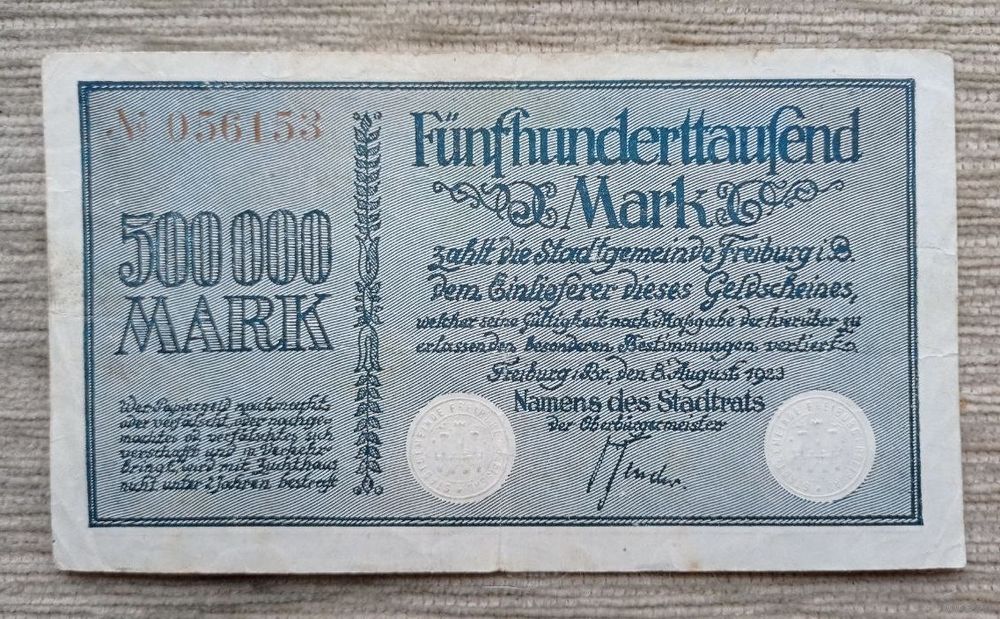 № 056153
500 000
MARK
Wer Papiergeld nachmacht
oder verfälscht, oder nachge-
machtes od. verfälschtes sich
verschafft und in Verkehr
bringt, wird mit Zuchthaus
nicht unter 2 Jahren bestraft
Fünfhunderttausend
Mark
zahlt die Stadtgemeinde Freiburg i. B.
dem Einlieferer dieses Geldscheines,
welcher seine Gültigkeit nach Maßgabe der hierüber zu
erlassenden besonderen Bestimmungen verliert.
Freiburg i. Br., den 8. August 1923
Namens des Stadtrats
der Oberbürgermeister